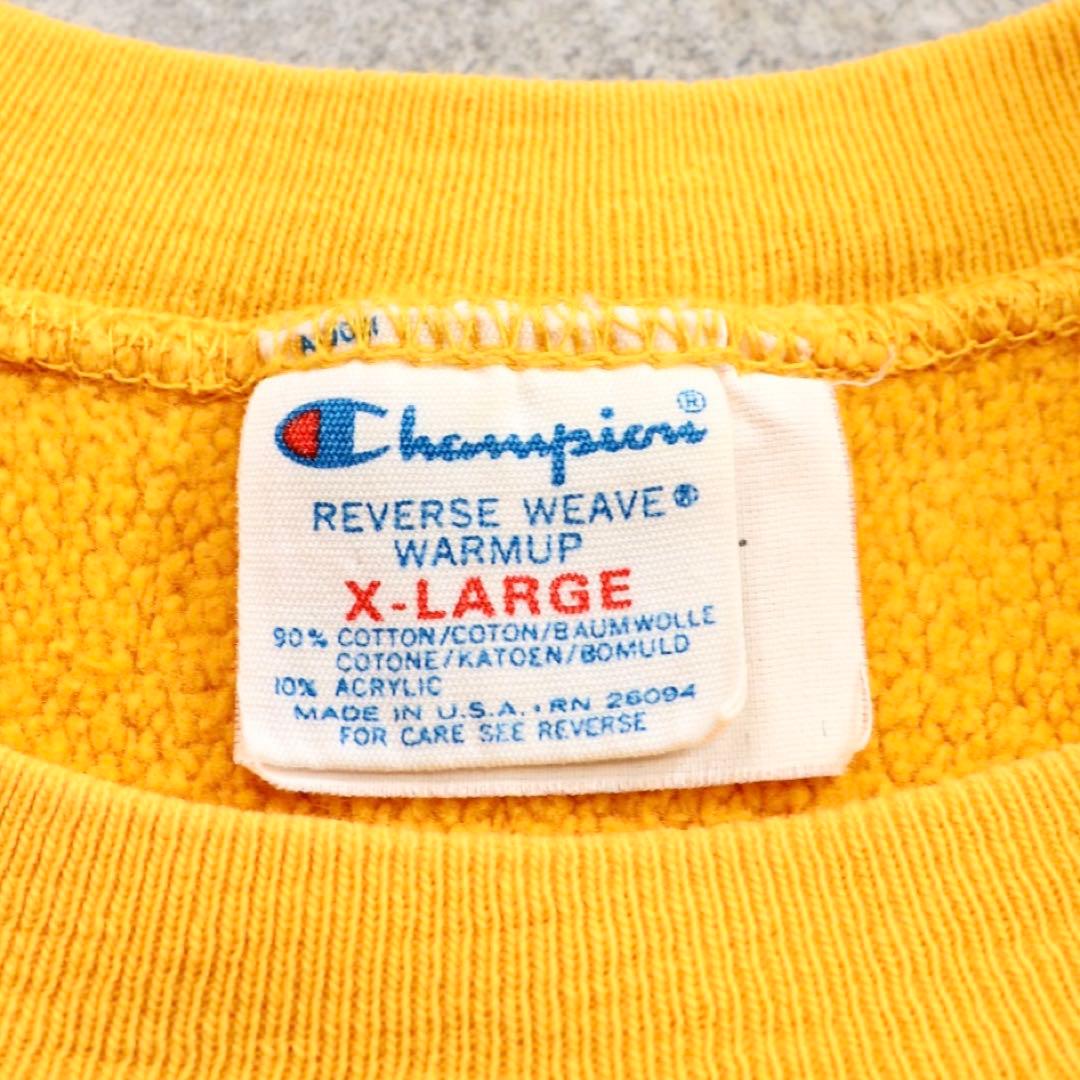 Champion®
REVERSE WEAVE®
WARMUP
X-LARGE
90% COTTON/COTON/BAUMWOLLE
COTONE/KATOEN/BOMULD
10% ACRYLIC
MADE IN U.S.A. • RN 26094
FOR CARE SEE REVERSE